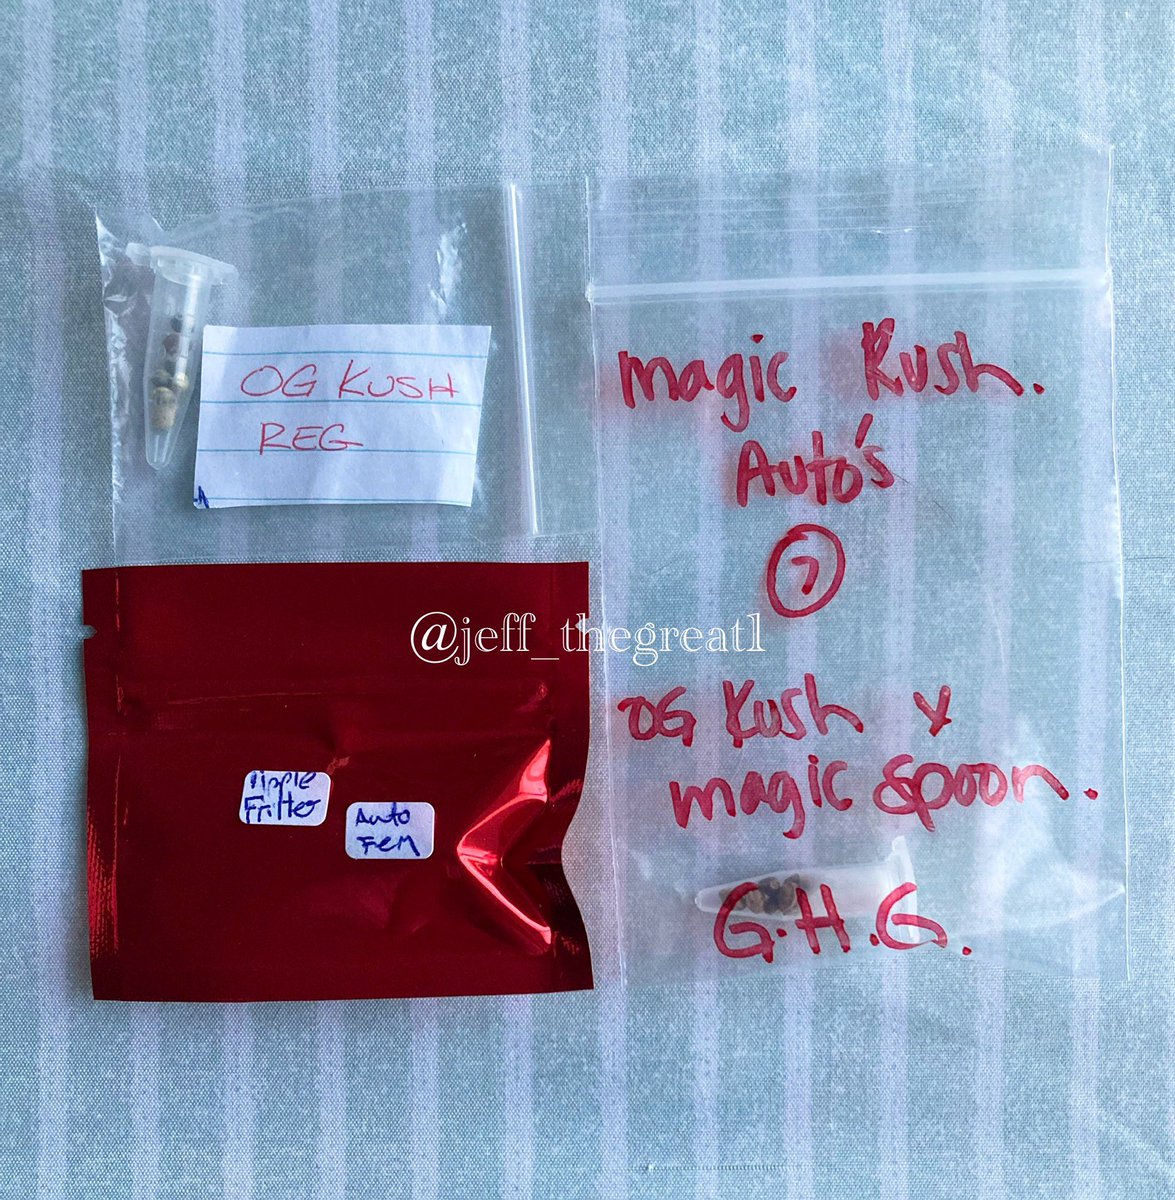 OG KUSH
REG
magic Kush.
Auto's
7
OG Kush x
magic spoon.
G.H.G.
@jeff_thegreat1
Apple
Fritter
Auto
Fem